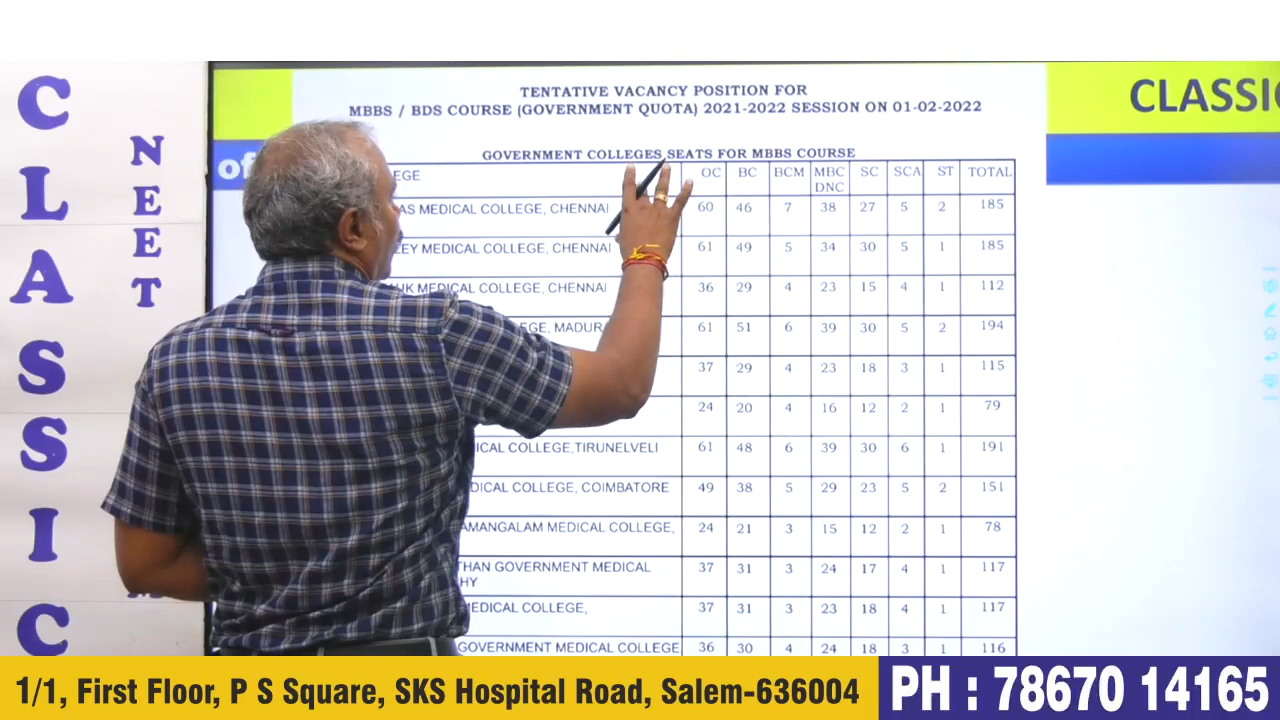 CLASSIC
NEET
of
CLASSIC
TENTATIVE VACANCY POSITION FOR
MBBS / BDS COURSE (GOVERNMENT QUOTA) 2021-2022 SESSION ON 01-02-2022
GOVERNMENT COLLEGES SEATS FOR MBBS COURSE
EGE OC BC BCM MBC DNC SC SCA ST TOTAL
AS MEDICAL COLLEGE, CHENNAI 60 46 7 38 27 5 2 185
LEY MEDICAL COLLEGE, CHENNAI 61 49 5 34 30 5 1 185
UK MEDICAL COLLEGE, CHENNAI 36 29 4 23 15 4 1 112
EGE, MADURA 61 51 6 39 30 5 2 194
37 29 4 23 18 3 1 115
24 20 4 16 12 2 1 79
ICAL COLLEGE,TIRUNELVELI 61 48 6 39 30 6 1 191
DICAL COLLEGE, COIMBATORE 49 38 5 29 23 5 2 151
AMANGALAM MEDICAL COLLEGE, 24 21 3 15 12 2 1 78
THAN GOVERNMENT MEDICAL 37 31 3 24 17 4 1 117
HY
MEDICAL COLLEGE, 37 31 3 23 18 4 1 117
GOVERNMENT MEDICAL COLLEGE 36 30 4 24 18 3 1 116
1/1, First Floor, P S Square, SKS Hospital Road, Salem-636004
PH : 78667 14165